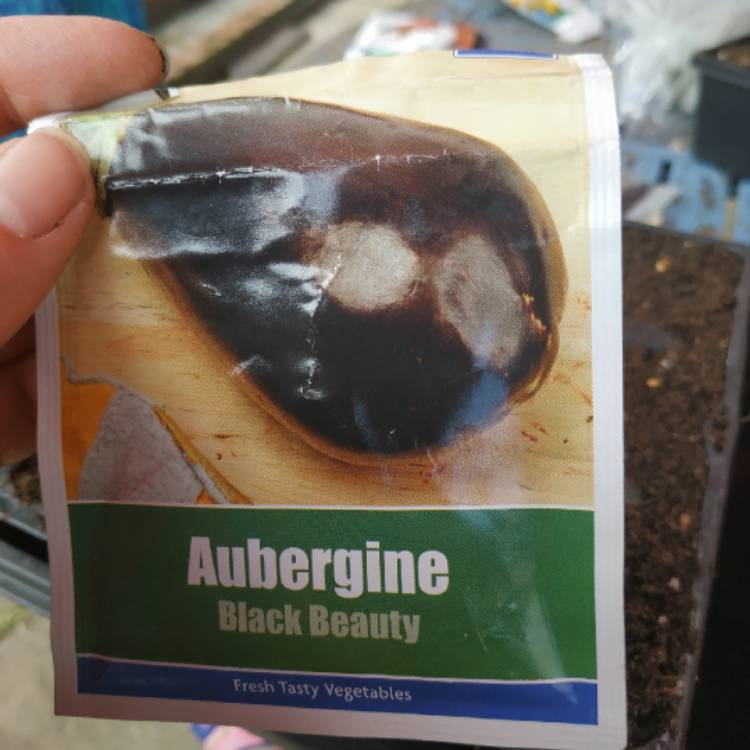 Aubergine
Black Beauty
Fresh Tasty Vegetables